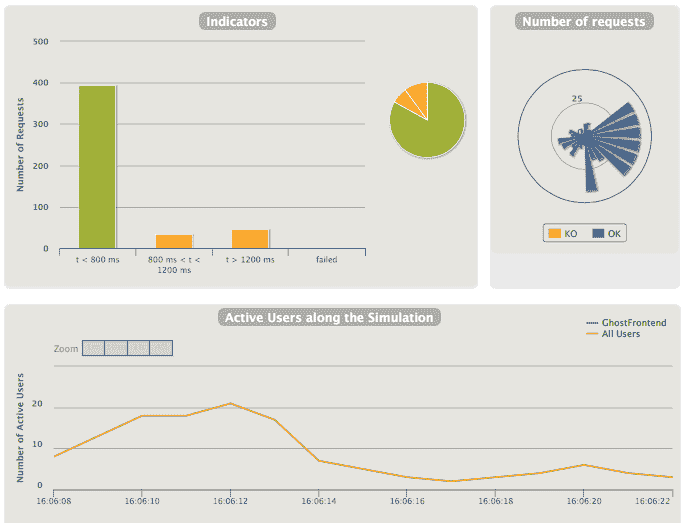 Indicators
500
400
300
200
100
0
Number of Requests
t < 800 ms
800 ms < t <
1200 ms
t > 1200 ms
failed
Number of requests
25
0
KO
OK
Active Users along the Simulation
GhostFrontend
All Users
Zoom
Number of Active Users
20
10
0
16:06:08
16:06:10
16:06:12
16:06:14
16:06:16
16:06:18
16:06:20
16:06:22